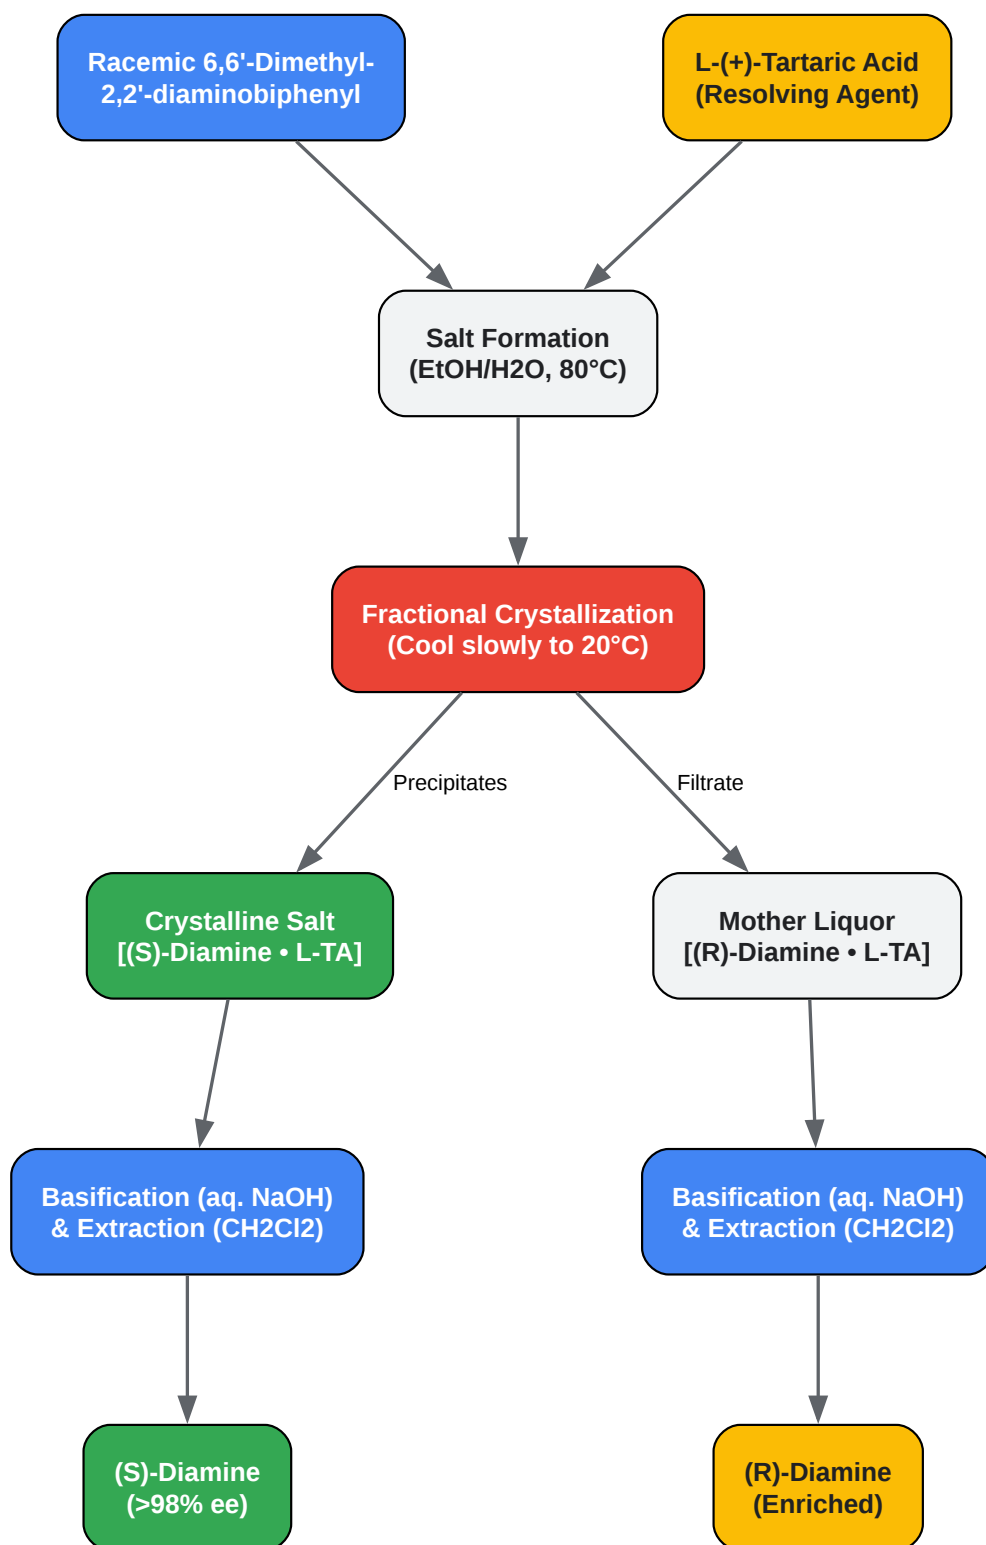 Racemic 6,6'-Dimethyl-
2,2'-diaminobiphenyl
L-(+)-Tartaric Acid
(Resolving Agent)
Salt Formation
(EtOH/H2O, 80°C)
Fractional Crystallization
(Cool slowly to 20°C)
Precipitates
Filtrate
Crystalline Salt
[(S)-Diamine • L-TA]
Mother Liquor
[(R)-Diamine • L-TA]
Basification (aq. NaOH)
& Extraction (CH2Cl2)
Basification (aq. NaOH)
& Extraction (CH2Cl2)
(S)-Diamine
(>98% ee)
(R)-Diamine
(Enriched)